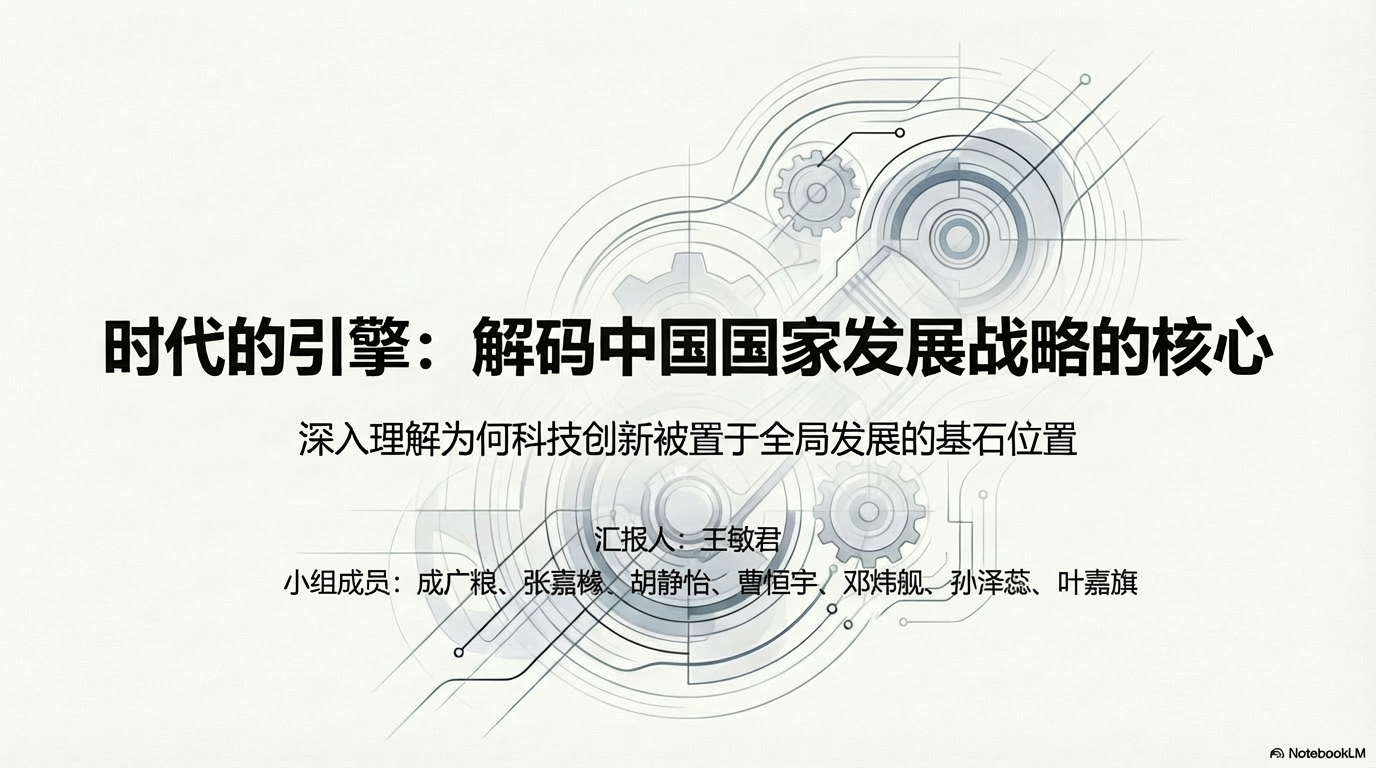 时代的引擎：解码中国国家发展战略的核心
深入理解为何科技创新被置于全局发展的基石位置
汇报人：王敏君
小组成员：成广粮、张嘉橼、胡静怡、曹恒宇、邓炜舰、孙泽蕊、叶嘉旗
NotebookLM